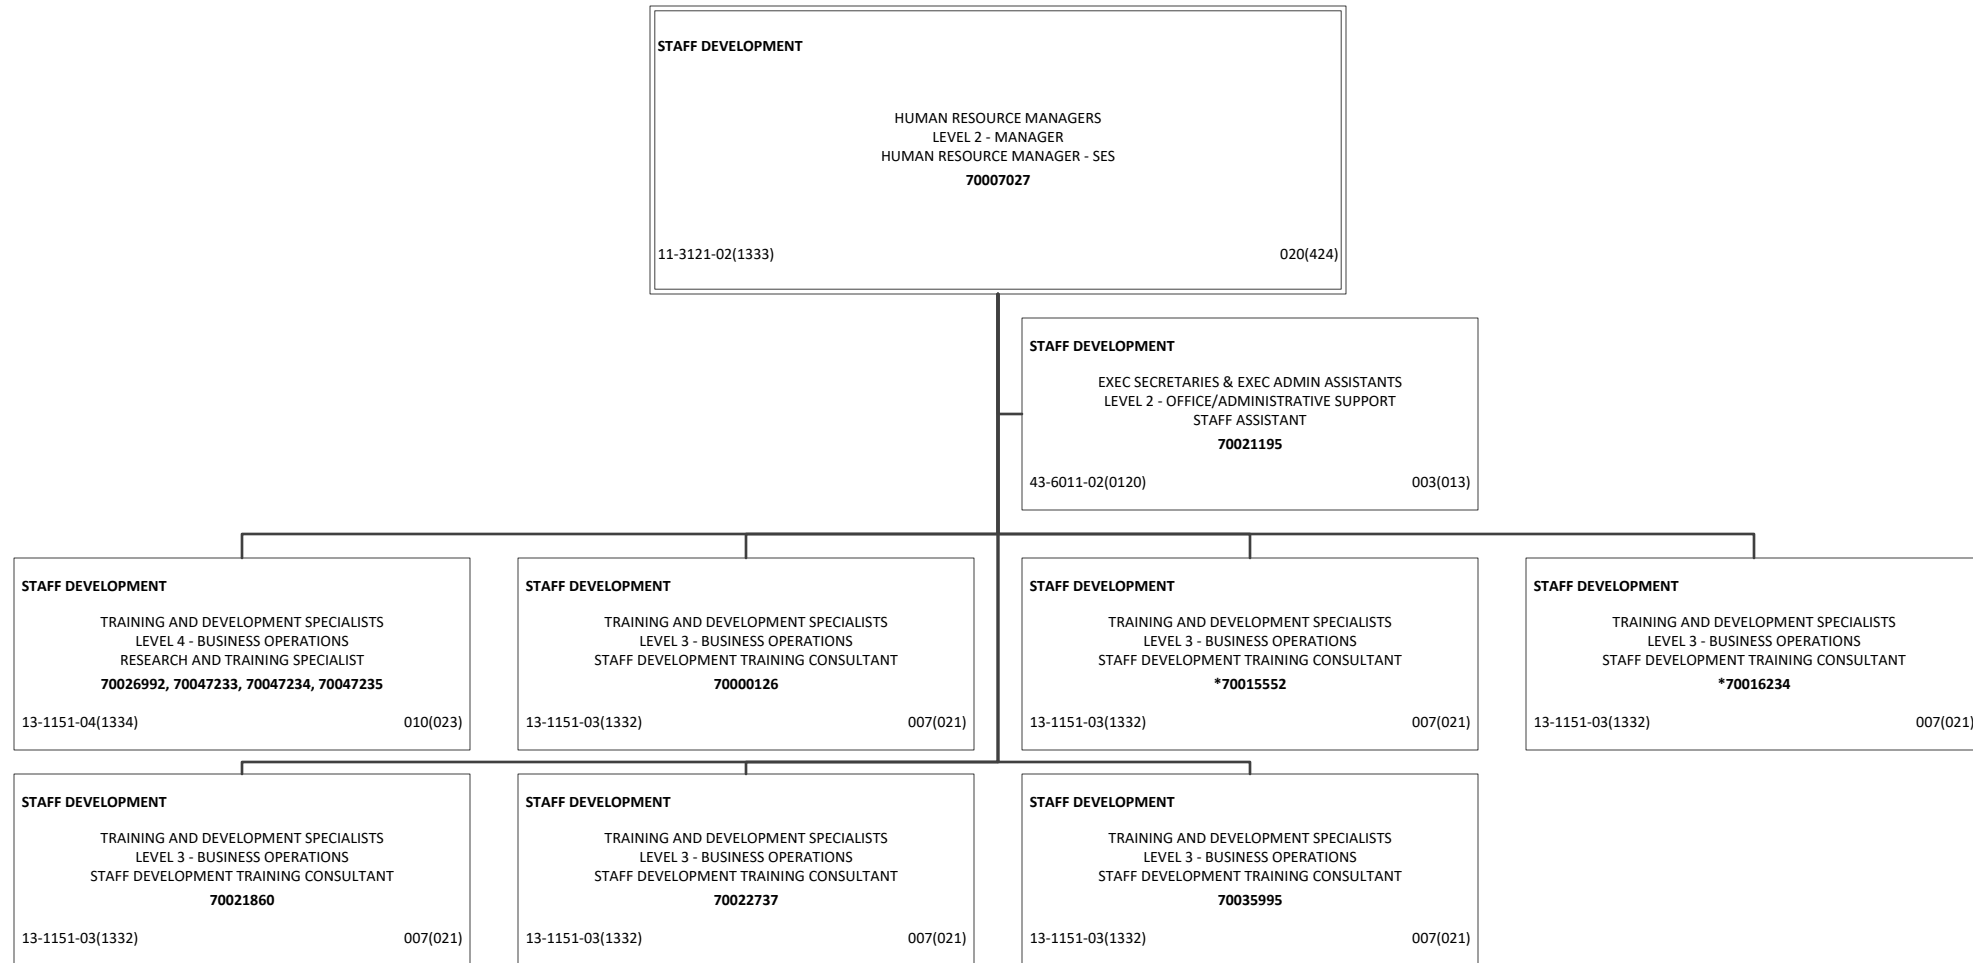 STAFF DEVELOPMENT
HUMAN RESOURCE MANAGERS
LEVEL 2 - MANAGER
HUMAN RESOURCE MANAGER - SES
70007027
11-3121-02(1333) 020(424)
STAFF DEVELOPMENT
EXEC SECRETARIES & EXEC ADMIN ASSISTANTS
LEVEL 2 - OFFICE/ADMINISTRATIVE SUPPORT
STAFF ASSISTANT
70021195
43-6011-02(0120) 003(013)
STAFF DEVELOPMENT
TRAINING AND DEVELOPMENT SPECIALISTS
LEVEL 4 - BUSINESS OPERATIONS
RESEARCH AND TRAINING SPECIALIST
70026992, 70047233, 70047234, 70047235
13-1151-04(1334) 010(023)
STAFF DEVELOPMENT
TRAINING AND DEVELOPMENT SPECIALISTS
LEVEL 3 - BUSINESS OPERATIONS
STAFF DEVELOPMENT TRAINING CONSULTANT
70000126
13-1151-03(1332) 007(021)
STAFF DEVELOPMENT
TRAINING AND DEVELOPMENT SPECIALISTS
LEVEL 3 - BUSINESS OPERATIONS
STAFF DEVELOPMENT TRAINING CONSULTANT
*70015552
13-1151-03(1332) 007(021)
STAFF DEVELOPMENT
TRAINING AND DEVELOPMENT SPECIALISTS
LEVEL 3 - BUSINESS OPERATIONS
STAFF DEVELOPMENT TRAINING CONSULTANT
*70016234
13-1151-03(1332) 007(021)
STAFF DEVELOPMENT
TRAINING AND DEVELOPMENT SPECIALISTS
LEVEL 3 - BUSINESS OPERATIONS
STAFF DEVELOPMENT TRAINING CONSULTANT
70021860
13-1151-03(1332) 007(021)
STAFF DEVELOPMENT
TRAINING AND DEVELOPMENT SPECIALISTS
LEVEL 3 - BUSINESS OPERATIONS
STAFF DEVELOPMENT TRAINING CONSULTANT
70022737
13-1151-03(1332) 007(021)
STAFF DEVELOPMENT
TRAINING AND DEVELOPMENT SPECIALISTS
LEVEL 3 - BUSINESS OPERATIONS
STAFF DEVELOPMENT TRAINING CONSULTANT
70035995
13-1151-03(1332) 007(021)